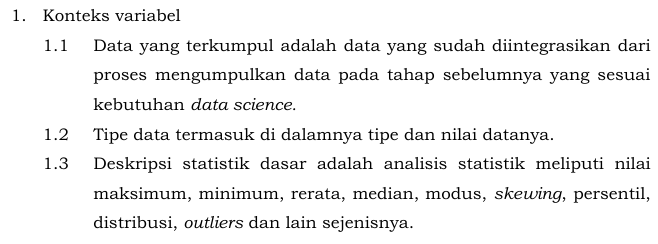 1. Konteks variabel
1.1 Data yang terkumpul adalah data yang sudah diintegrasikan dari
proses mengumpulkan data pada tahap sebelumnya yang sesuai
kebutuhan data science.
1.2 Tipe data termasuk di dalamnya tipe dan nilai datanya.
1.3 Deskripsi statistik dasar adalah analisis statistik meliputi nilai
maksimum, minimum, rerata, median, modus, skewing, persentil,
distribusi, outliers dan lain sejenisnya.